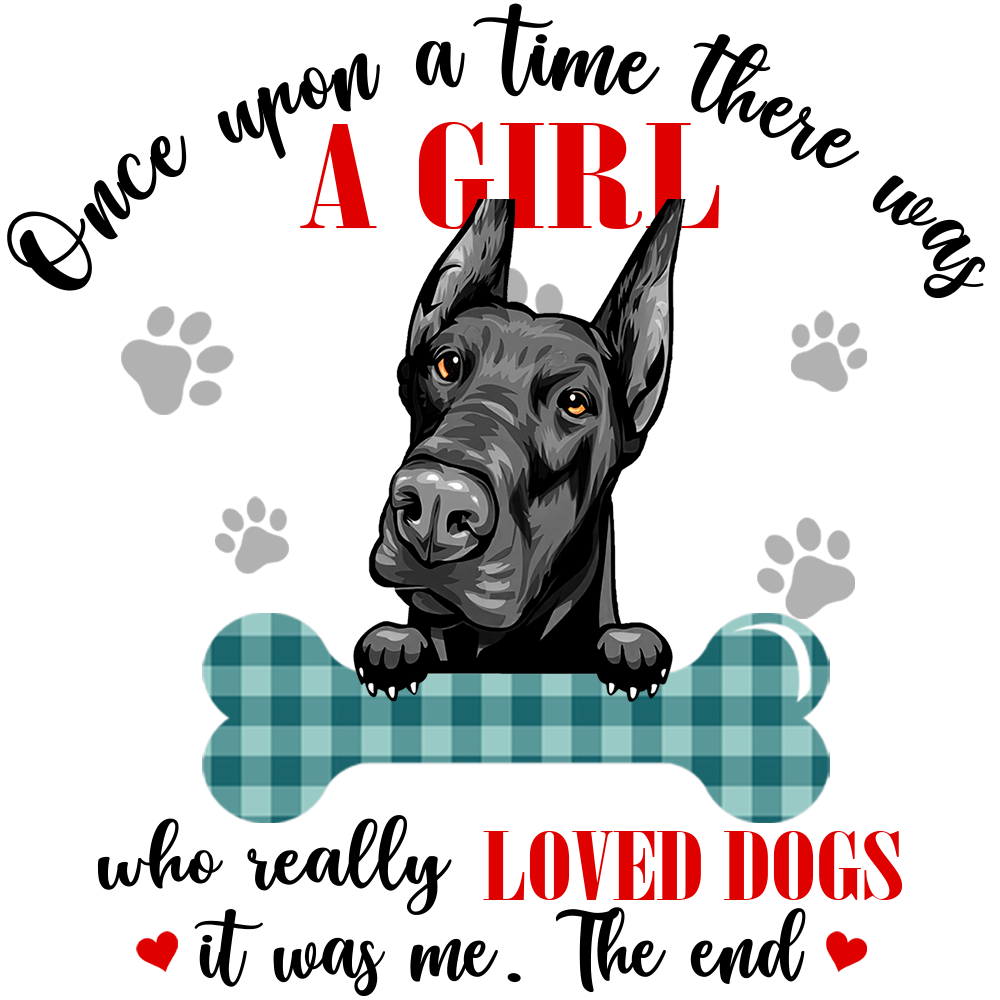 Once upon a time there was
A GIRL
who really LOVED DOGS
it was me. The end